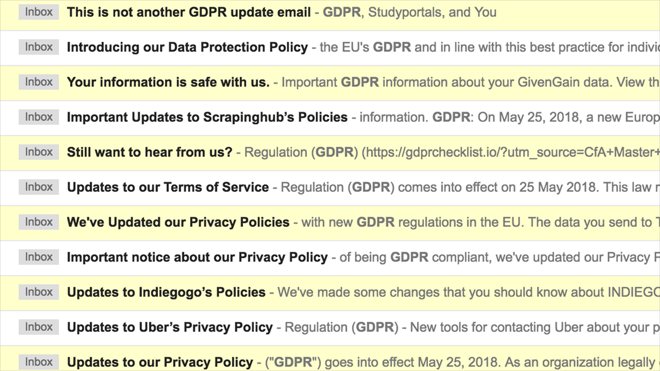 Inbox This is not another GDPR update email - GDPR, Studyportals, and You
Inbox Introducing our Data Protection Policy - the EU's GDPR and in line with this best practice for
Inbox Your information is safe with us. - Important GDPR information about your GivenGain data. View
Inbox Important Updates to Scrapinghub's Policies - information. GDPR: On May 25, 2018, a new
Inbox Still want to hear from us? - Regulation (GDPR) (https://gdprchecklist.io/?utm_source=CfA+Master+
Inbox Updates to our Terms of Service - Regulation (GDPR) comes into effect on 25 May 2018. This law
Inbox We've Updated our Privacy Policies - with new GDPR regulations in the EU. The data you send to
Inbox Important notice about our Privacy Policy - of being GDPR compliant, we've updated our Privacy
Inbox Updates to Indiegogo's Policies - We've made some changes that you should know about
Inbox Updates to Uber's Privacy Policy - Regulation (GDPR) - New tools for contacting Uber about your
Inbox Updates to our Privacy Policy - ("GDPR") goes into effect May 25, 2018. As an organization legally